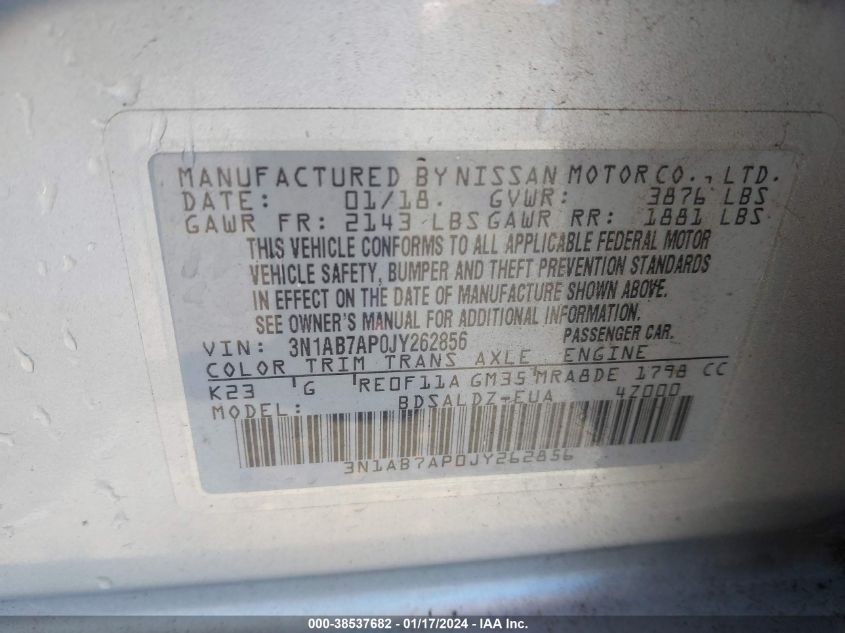 MANUFACTURED BY NISSAN MOTOR CO., LTD.
DATE: 01/18. GVWR: 3876 LBS
GAWR FR: 2143 LBS GAWR RR: 1881 LBS
THIS VEHICLE CONFORMS TO ALL APPLICABLE FEDERAL MOTOR
VEHICLE SAFETY, BUMPER AND THEFT PREVENTION STANDARDS
IN EFFECT ON THE DATE OF MANUFACTURE SHOWN ABOVE.
SEE OWNER'S MANUAL FOR ADDITIONAL INFORMATION.
VIN: 3N1AB7AP0JY262856 PASSENGER CAR.
COLOR TRIM TRANS AXLE ENGINE
K23 G RE0F11A GM35 MRA8DE 1798 CC
MODEL: BDSALDZ-EUA 4Z000
3N1AB7AP0JY262856
000-38537682 - 01/17/2024 - IAA Inc.